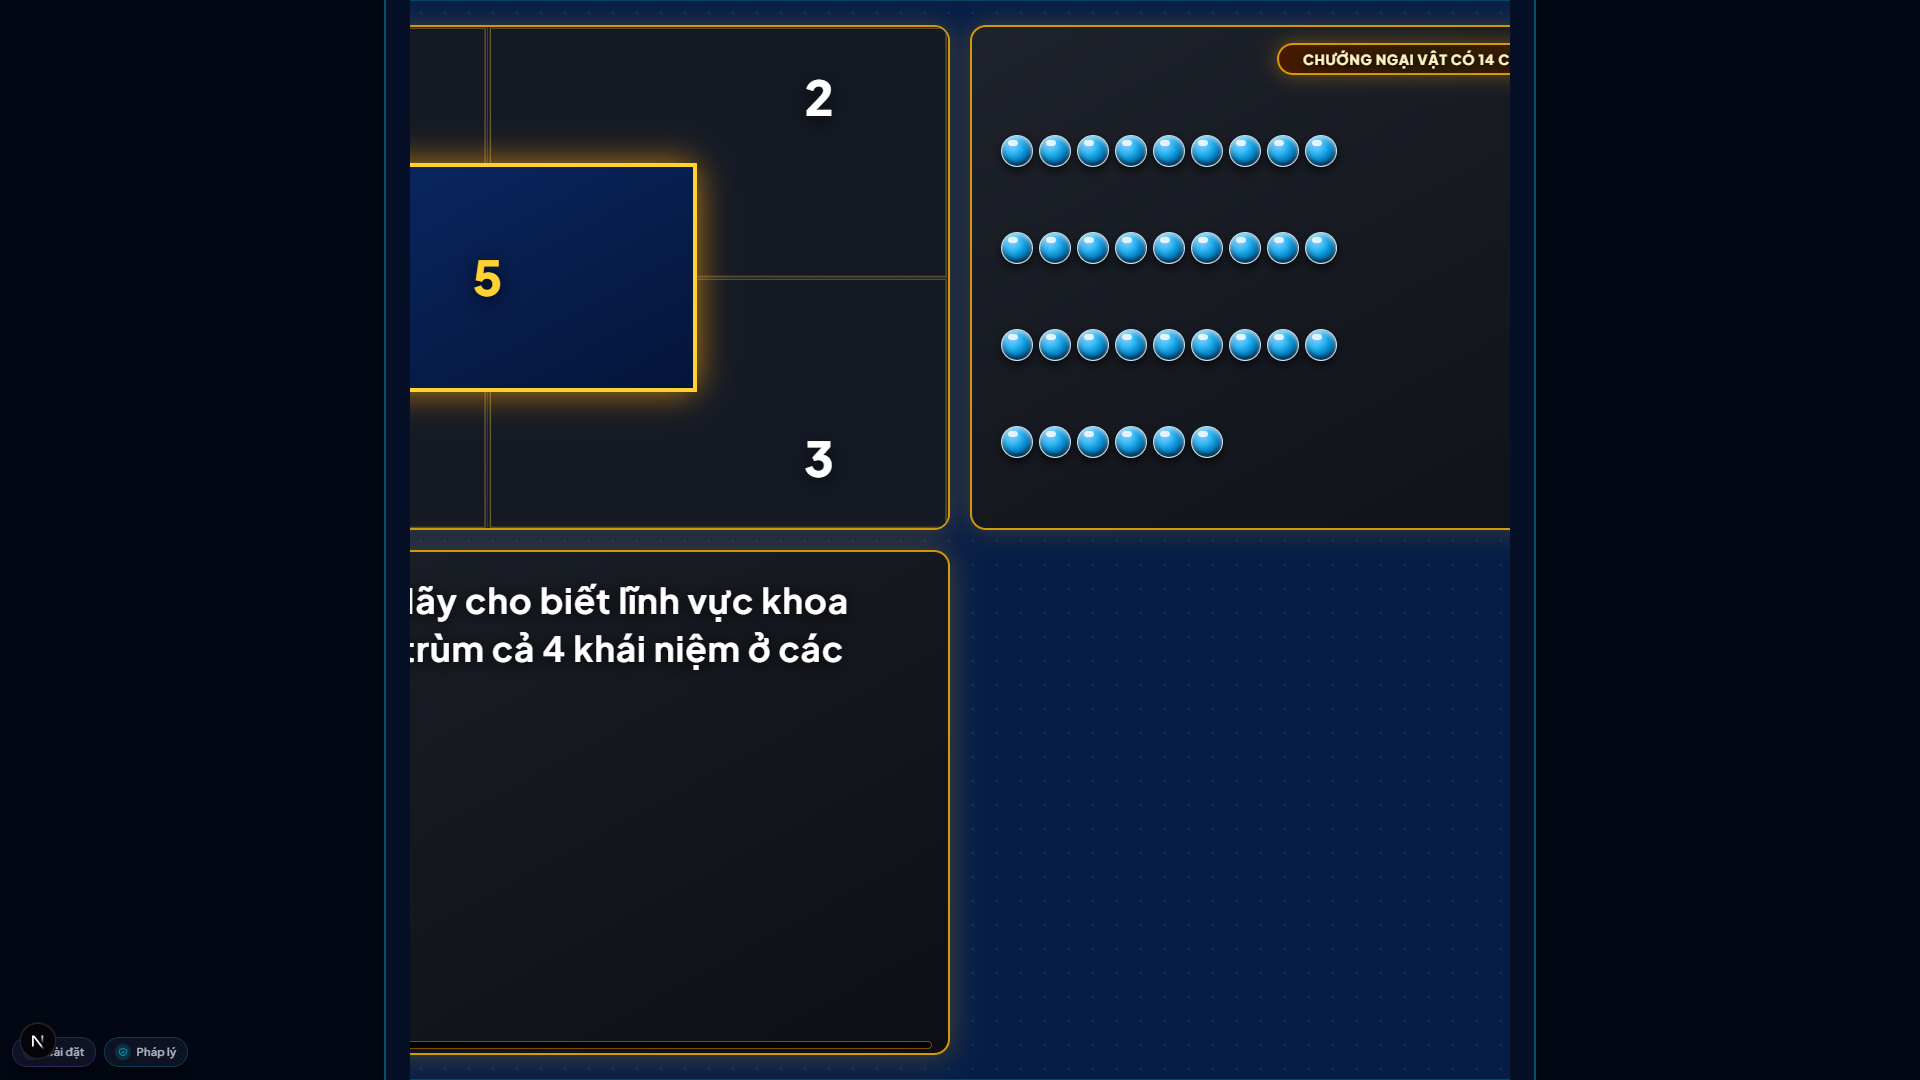 2
CHƯỚNG NGẠI VẬT CÓ 14 C
5
3
lãy cho biết lĩnh vực khoa
trùm cả 4 khái niệm ở các
N
ài đặt
Pháp lý